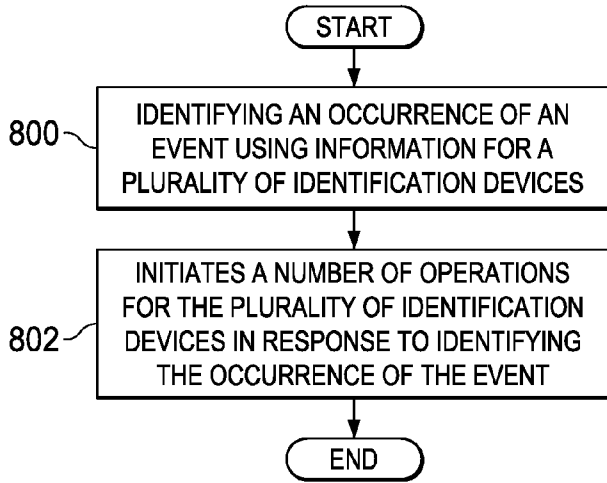 START
800
IDENTIFYING AN OCCURRENCE OF AN
EVENT USING INFORMATION FOR A
PLURALITY OF IDENTIFICATION DEVICES
802
INITIATES A NUMBER OF OPERATIONS
FOR THE PLURALITY OF IDENTIFICATION
DEVICES IN RESPONSE TO IDENTIFYING
THE OCCURRENCE OF THE EVENT
END